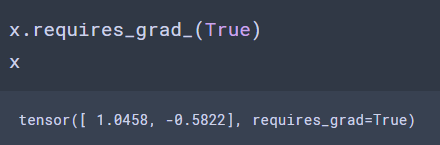 x.requires_grad_(True)
x
tensor([ 1.0458, -0.5822], requires_grad=True)